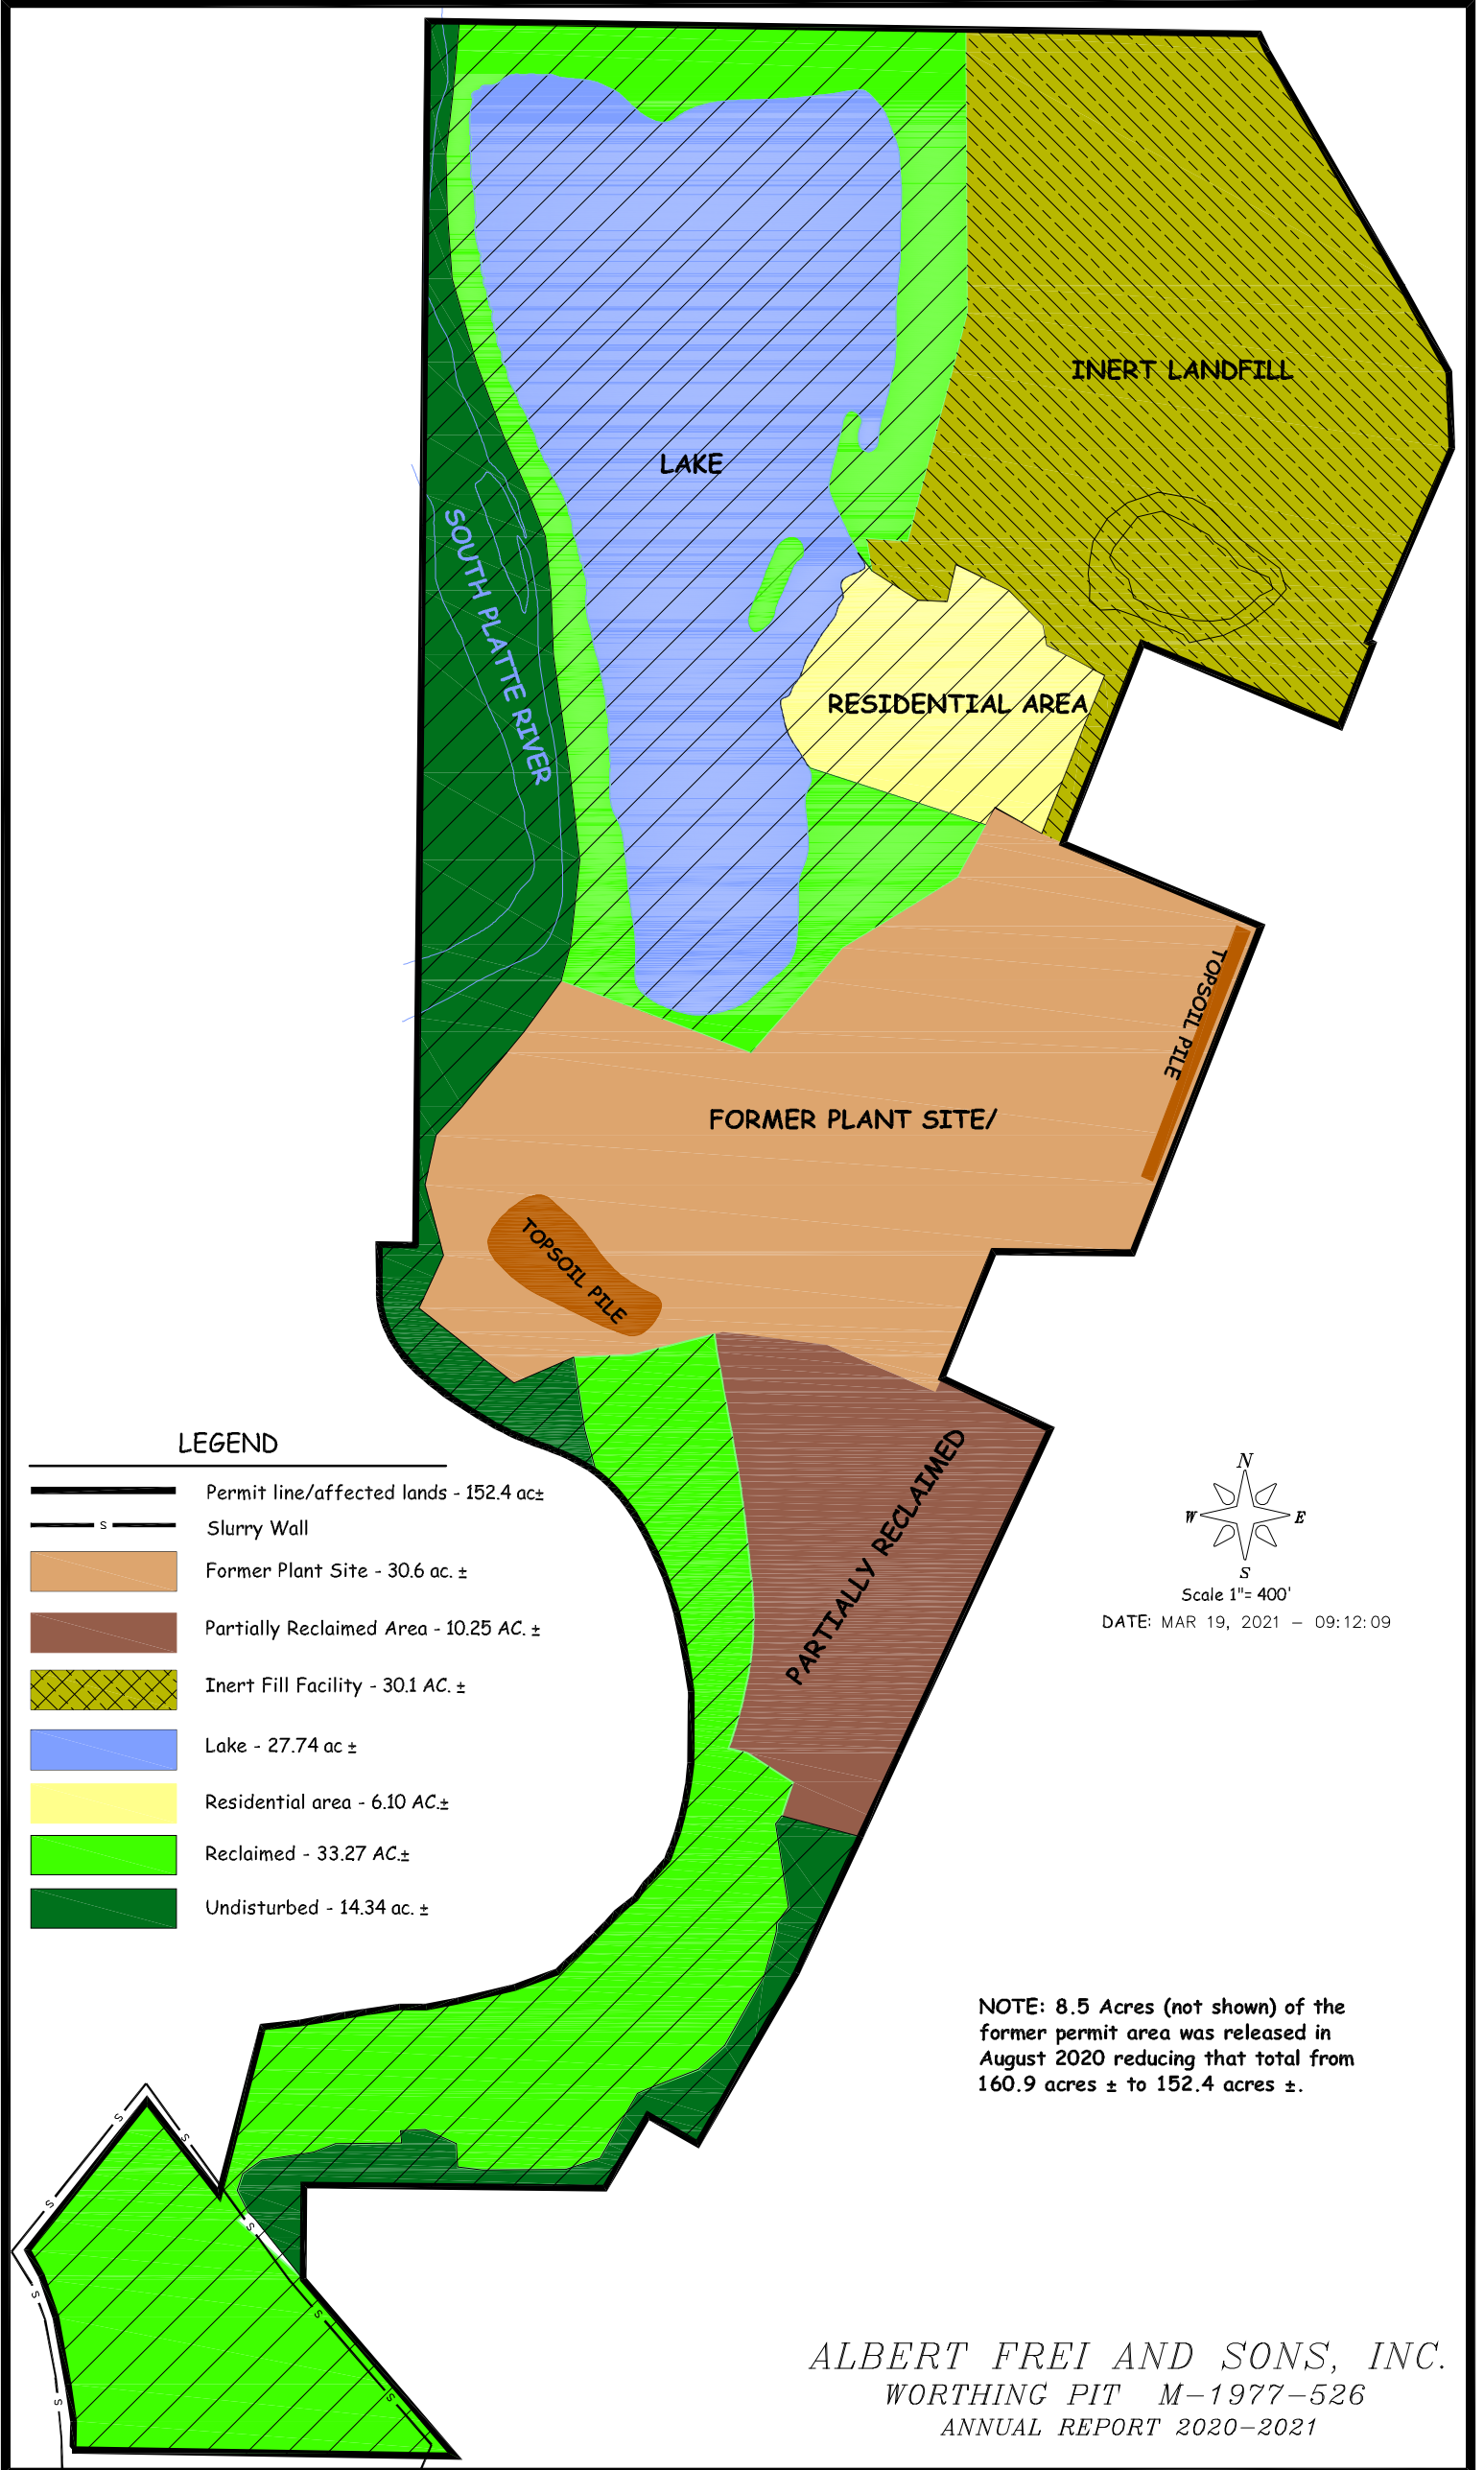 INERT LANDFILL
LAKE
SOUTH PLATTE RIVER
RESIDENTIAL AREA
TOPSOIL PILE
FORMER PLANT SITE/
TOPSOIL PILE
PARTIALLY RECLAIMED
LEGEND
Permit line/affected lands - 152.4 ac±
S
Slurry Wall
Former Plant Site - 30.6 ac. ±
Partially Reclaimed Area - 10.25 AC. ±
Inert Fill Facility - 30.1 AC. ±
Lake - 27.74 ac ±
Residential area - 6.10 AC.±
Reclaimed - 33.27 AC.±
Undisturbed - 14.34 ac. ±
N
W E
S
Scale 1"= 400'
DATE: MAR 19, 2021 - 09:12:09
NOTE: 8.5 Acres (not shown) of the
former permit area was released in
August 2020 reducing that total from
160.9 acres ± to 152.4 acres ±.
S
S
S
S
S
S
S
S
ALBERT FREI AND SONS, INC.
WORTHING PIT M-1977-526
ANNUAL REPORT 2020-2021